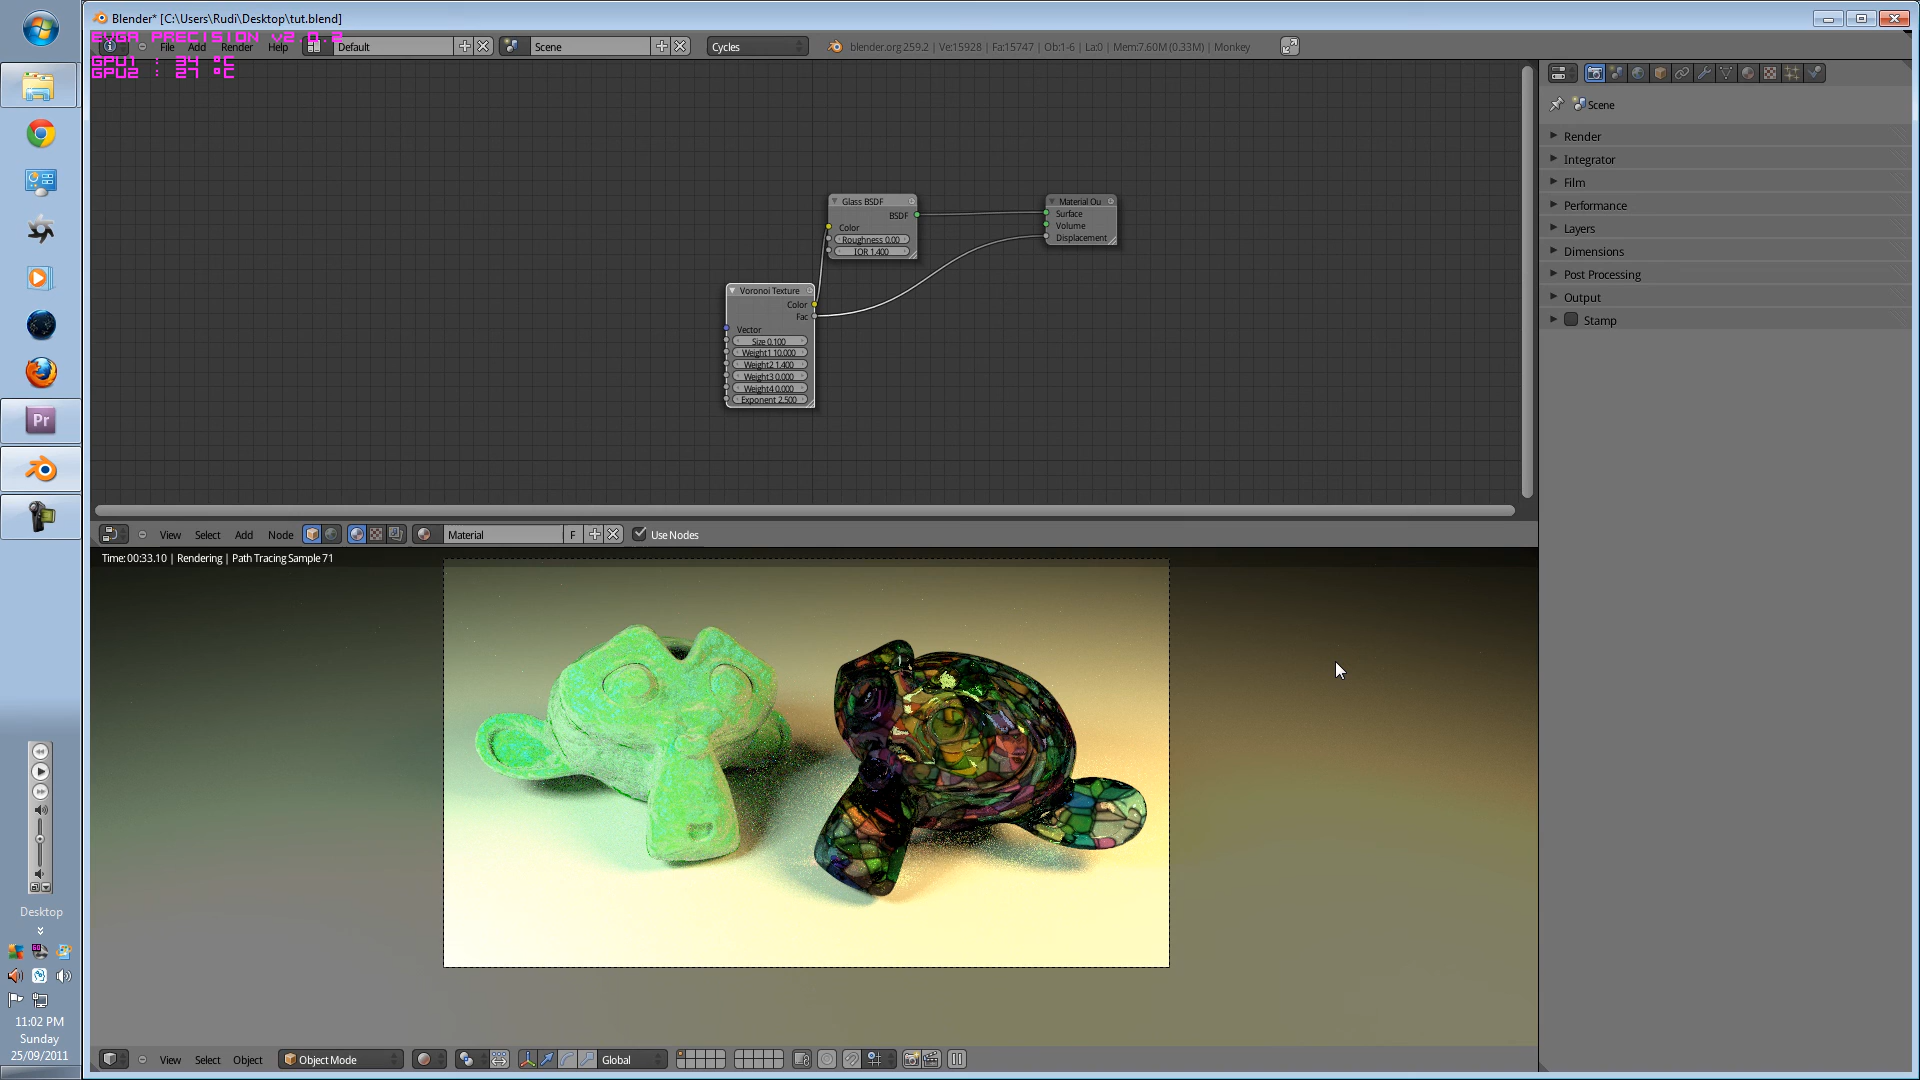 Blender* [C:\Users\Rudi\Desktop\tut.blend]
EVGA PRECISION v2.0.2
File Add Render Help Default Scene Cycles blender.org 259.2 | Ve:15928 | Fa:15747 | Ob:1-6 | La:0 | Mem:7.60M (0.33M) | Monkey
GPU1 : 34 °C
GPU2 : 27 °C
Scene
Render
Integrator
Film
Performance
Layers
Dimensions
Post Processing
Output
Stamp
Glass BSDF
BSDF
Color
Roughness 0.00
IOR 1.400
Material Ou
Surface
Volume
Displacement
Voronoi Texture
Color
Fac
Vector
Size 0.100
Weight1 10.000
Weight2 1.400
Weight3 0.000
Weight4 0.000
Exponent 2.500
Pr
View Select Add Node Material F Use Nodes
Time:00:33.10 | Rendering | Path Tracing Sample 71
View Select Object Object Mode Global
Desktop
11:02 PM
Sunday
25/09/2011